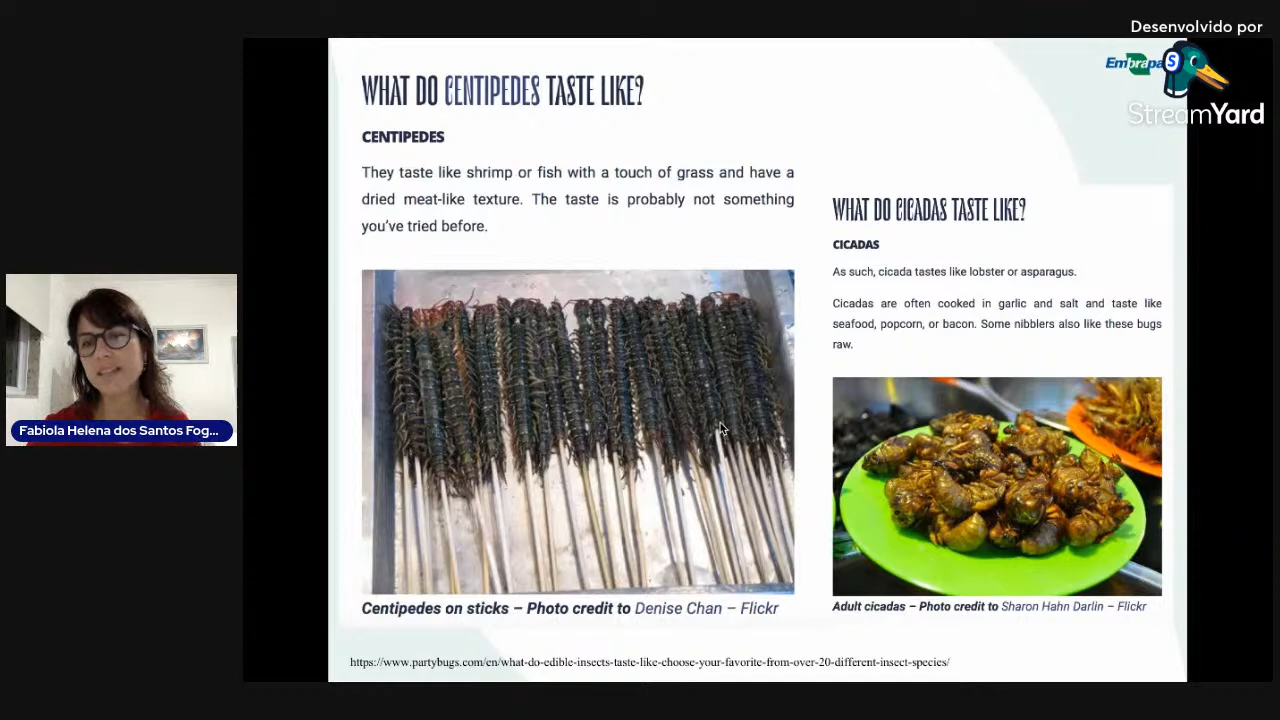 Desenvolvido por
Embrapa
StreamYard
WHAT DO CENTIPEDES TASTE LIKE?
CENTIPEDES
They taste like shrimp or fish with a touch of grass and have a
dried meat-like texture. The taste is probably not something
you've tried before.
Centipedes on sticks – Photo credit to Denise Chan – Flickr
WHAT DO CICADAS TASTE LIKE?
CICADAS
As such, cicada tastes like lobster or asparagus.
Cicadas are often cooked in garlic and salt and taste like
seafood, popcorn, or bacon. Some nibblers also like these bugs
raw.
Adult cicadas – Photo credit to Sharon Hahn Darlin – Flickr
https://www.partybugs.com/en/what-do-edible-insects-taste-like-choose-your-favorite-from-over-20-different-insect-species/
Fabiola Helena dos Santos Fog...